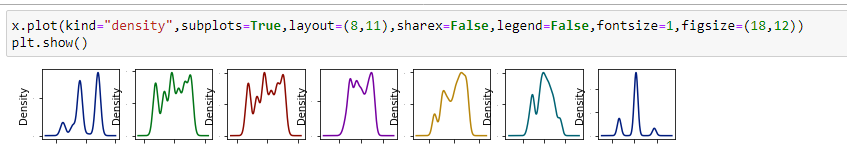 x.plot(kind="density",subplots=True,layout=(8,11),sharex=False,legend=False,fontsize=1,figsize=(18,12))
plt.show()
Density Density Density Density Density Density Density